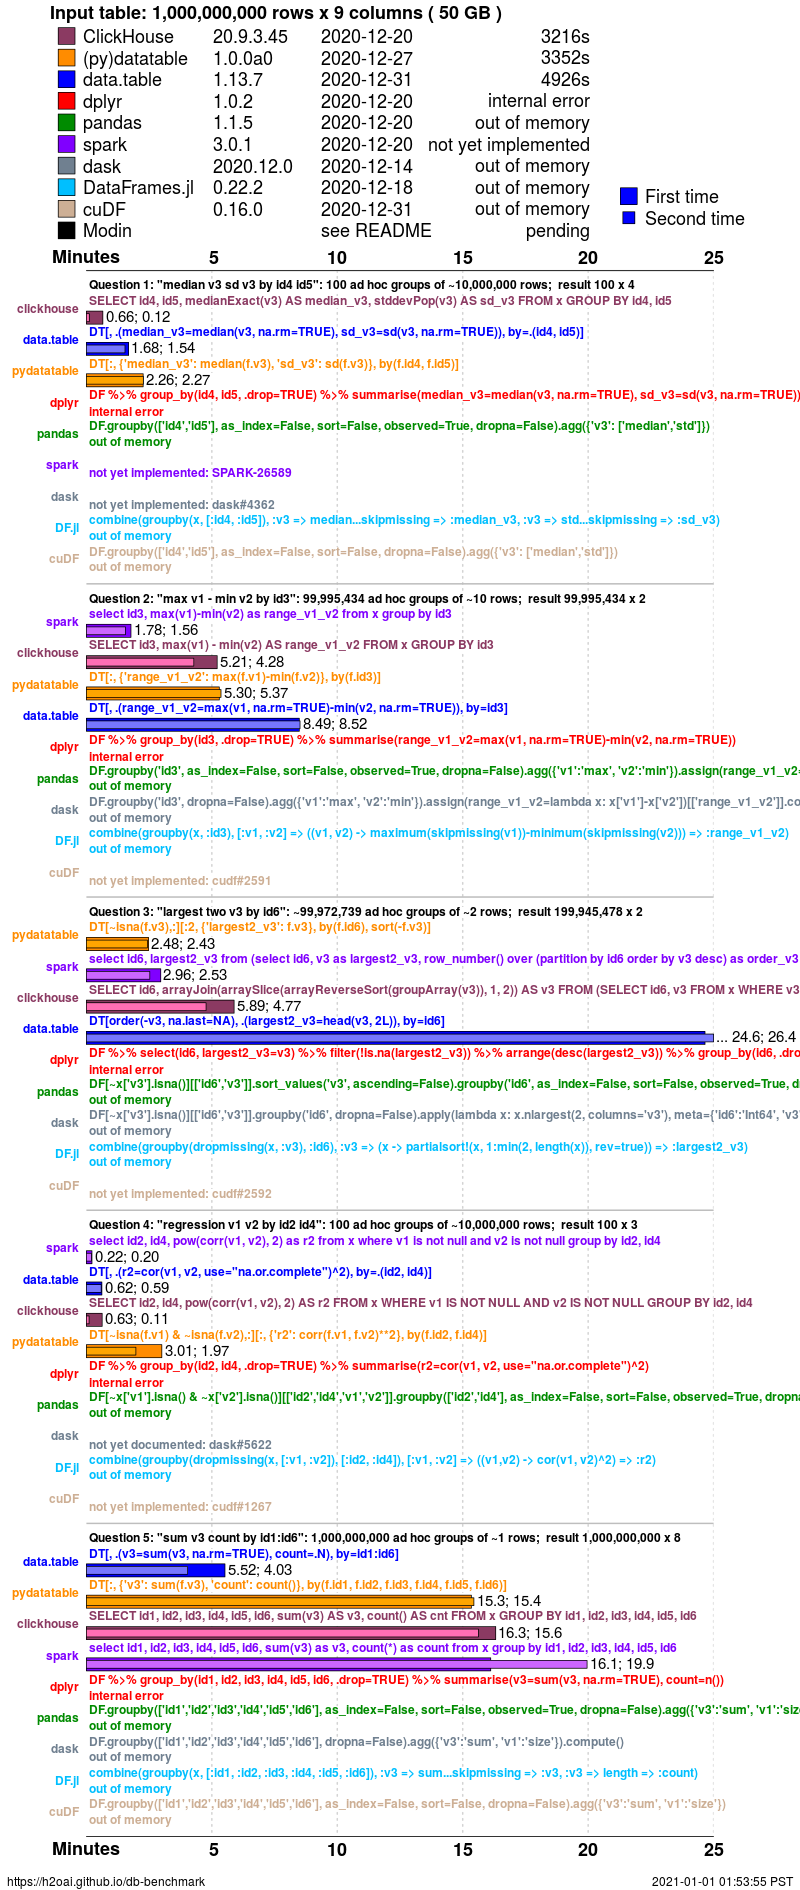 Input table: 1,000,000,000 rows x 9 columns ( 50 GB )
ClickHouse 20.9.3.45 2020-12-20 3216s
(py)datatable 1.0.0a0 2020-12-27 3352s
data.table 1.13.7 2020-12-31 4926s
dplyr 1.0.2 2020-12-20 internal error
pandas 1.1.5 2020-12-20 out of memory
spark 3.0.1 2020-12-20 not yet implemented
dask 2020.12.0 2020-12-14 out of memory
DataFrames.jl 0.22.2 2020-12-18 out of memory
cuDF 0.16.0 2020-12-31 out of memory
Modin see README pending
First time
Second time
Minutes 5 10 15 20 25
Question 1: "median v3 sd v3 by id4 id5": 100 ad hoc groups of ~10,000,000 rows; result 100 x 4
SELECT id4, id5, medianExact(v3) AS median_v3, stddevPop(v3) AS sd_v3 FROM x GROUP BY id4, id5
clickhouse 0.66; 0.12
DT[, .(median_v3=median(v3, na.rm=TRUE), sd_v3=sd(v3, na.rm=TRUE)), by=.(id4, id5)]
data.table 1.68; 1.54
DT[:, {'median_v3': median(f.v3), 'sd_v3': sd(f.v3)}, by(f.id4, f.id5)]
pydatatable 2.26; 2.27
DF %>% group_by(id4, id5, .drop=TRUE) %>% summarise(median_v3=median(v3, na.rm=TRUE), sd_v3=sd(v3, na.rm=TRUE))
dplyr internal error
DF.groupby(['id4','id5'], as_index=False, sort=False, observed=True, dropna=False).agg({'v3': ['median','std']})
pandas out of memory
spark not yet implemented: SPARK-26589
dask not yet implemented: dask#4362
combine(groupby(x, [:id4, :id5]), :v3 => median...skipmissing => :median_v3, :v3 => std...skipmissing => :sd_v3)
DF.jl out of memory
DF.groupby(['id4','id5'], as_index=False, sort=False, dropna=False).agg({'v3': ['median','std']})
cuDF out of memory
Question 2: "max v1 - min v2 by id3": 99,995,434 ad hoc groups of ~10 rows; result 99,995,434 x 2
select id3, max(v1)-min(v2) as range_v1_v2 from x group by id3
spark 1.78; 1.56
SELECT id3, max(v1) - min(v2) AS range_v1_v2 FROM x GROUP BY id3
clickhouse 5.21; 4.28
DT[:, {'range_v1_v2': max(f.v1)-min(f.v2)}, by(f.id3)]
pydatatable 5.30; 5.37
DT[, .(range_v1_v2=max(v1, na.rm=TRUE)-min(v2, na.rm=TRUE)), by=id3]
data.table 8.49; 8.52
DF %>% group_by(id3, .drop=TRUE) %>% summarise(range_v1_v2=max(v1, na.rm=TRUE)-min(v2, na.rm=TRUE))
dplyr internal error
DF.groupby('id3', as_index=False, sort=False, observed=True, dropna=False).agg({'v1':'max', 'v2':'min'}).assign(range_v1_v2=
pandas out of memory
DF.groupby('id3', dropna=False).agg({'v1':'max', 'v2':'min'}).assign(range_v1_v2=lambda x: x['v1']-x['v2'])[['range_v1_v2']].co
dask out of memory
combine(groupby(x, :id3), [:v1, :v2] => ((v1, v2) -> maximum(skipmissing(v1))-minimum(skipmissing(v2))) => :range_v1_v2)
DF.jl out of memory
cuDF not yet implemented: cudf#2591
Question 3: "largest two v3 by id6": ~99,972,739 ad hoc groups of ~2 rows; result 199,945,478 x 2
DT[~isna(f.v3),:][:2, {'largest2_v3': f.v3}, by(f.id6), sort(-f.v3)]
pydatatable 2.48; 2.43
select id6, largest2_v3 from (select id6, v3 as largest2_v3, row_number() over (partition by id6 order by v3 desc) as order_v3
spark 2.96; 2.53
SELECT id6, arrayJoin(arraySlice(arrayReverseSort(groupArray(v3)), 1, 2)) AS v3 FROM (SELECT id6, v3 FROM x WHERE v3
clickhouse 5.89; 4.77
DT[order(-v3, na.last=NA), .(largest2_v3=head(v3, 2L)), by=id6]
data.table ... 24.6; 26.4
DF %>% select(id6, largest2_v3=v3) %>% filter(!is.na(largest2_v3)) %>% arrange(desc(largest2_v3)) %>% group_by(id6, .dro
dplyr internal error
DF[~x['v3'].isna()][['id6','v3']].sort_values('v3', ascending=False).groupby('id6', as_index=False, sort=False, observed=True, d
pandas out of memory
DF[~x['v3'].isna()][['id6','v3']].groupby('id6', dropna=False).apply(lambda x: x.nlargest(2, columns='v3'), meta={'id6':'Int64', 'v3'
dask out of memory
combine(groupby(dropmissing(x, :v3), :id6), :v3 => (x -> partialsort!(x, 1:min(2, length(x)), rev=true)) => :largest2_v3)
DF.jl out of memory
cuDF not yet implemented: cudf#2592
Question 4: "regression v1 v2 by id2 id4": 100 ad hoc groups of ~10,000,000 rows; result 100 x 3
select id2, id4, pow(corr(v1, v2), 2) as r2 from x where v1 is not null and v2 is not null group by id2, id4
spark 0.22; 0.20
DT[, .(r2=cor(v1, v2, use="na.or.complete")^2), by=.(id2, id4)]
data.table 0.62; 0.59
SELECT id2, id4, pow(corr(v1, v2), 2) AS r2 FROM x WHERE v1 IS NOT NULL AND v2 IS NOT NULL GROUP BY id2, id4
clickhouse 0.63; 0.11
DT[~isna(f.v1) & ~isna(f.v2),:][:, {'r2': corr(f.v1, f.v2)**2}, by(f.id2, f.id4)]
pydatatable 3.01; 1.97
DF %>% group_by(id2, id4, .drop=TRUE) %>% summarise(r2=cor(v1, v2, use="na.or.complete")^2)
dplyr internal error
DF[~x['v1'].isna() & ~x['v2'].isna()][['id2','id4','v1','v2']].groupby(['id2','id4'], as_index=False, sort=False, observed=True, dropna
pandas out of memory
dask not yet documented: dask#5622
combine(groupby(dropmissing(x, [:v1, :v2]), [:id2, :id4]), [:v1, :v2] => ((v1,v2) -> cor(v1, v2)^2) => :r2)
DF.jl out of memory
cuDF not yet implemented: cudf#1267
Question 5: "sum v3 count by id1:id6": 1,000,000,000 ad hoc groups of ~1 rows; result 1,000,000,000 x 8
DT[, .(v3=sum(v3, na.rm=TRUE), count=.N), by=id1:id6]
data.table 5.52; 4.03
DT[:, {'v3': sum(f.v3), 'count': count()}, by(f.id1, f.id2, f.id3, f.id4, f.id5, f.id6)]
pydatatable 15.3; 15.4
SELECT id1, id2, id3, id4, id5, id6, sum(v3) AS v3, count() AS cnt FROM x GROUP BY id1, id2, id3, id4, id5, id6
clickhouse 16.3; 15.6
select id1, id2, id3, id4, id5, id6, sum(v3) as v3, count(*) as count from x group by id1, id2, id3, id4, id5, id6
spark 16.1; 19.9
DF %>% group_by(id1, id2, id3, id4, id5, id6, .drop=TRUE) %>% summarise(v3=sum(v3, na.rm=TRUE), count=n())
dplyr internal error
DF.groupby(['id1','id2','id3','id4','id5','id6'], as_index=False, sort=False, observed=True, dropna=False).agg({'v3':'sum', 'v1':'size
pandas out of memory
DF.groupby(['id1','id2','id3','id4','id5','id6'], dropna=False).agg({'v3':'sum', 'v1':'size'}).compute()
dask out of memory
combine(groupby(x, [:id1, :id2, :id3, :id4, :id5, :id6]), :v3 => sum...skipmissing => :v3, :v3 => length => :count)
DF.jl out of memory
DF.groupby(['id1','id2','id3','id4','id5','id6'], as_index=False, sort=False, dropna=False).agg({'v3':'sum', 'v1':'size'})
cuDF out of memory
Minutes 5 10 15 20 25
https://h2oai.github.io/db-benchmark 2021-01-01 01:53:55 PST